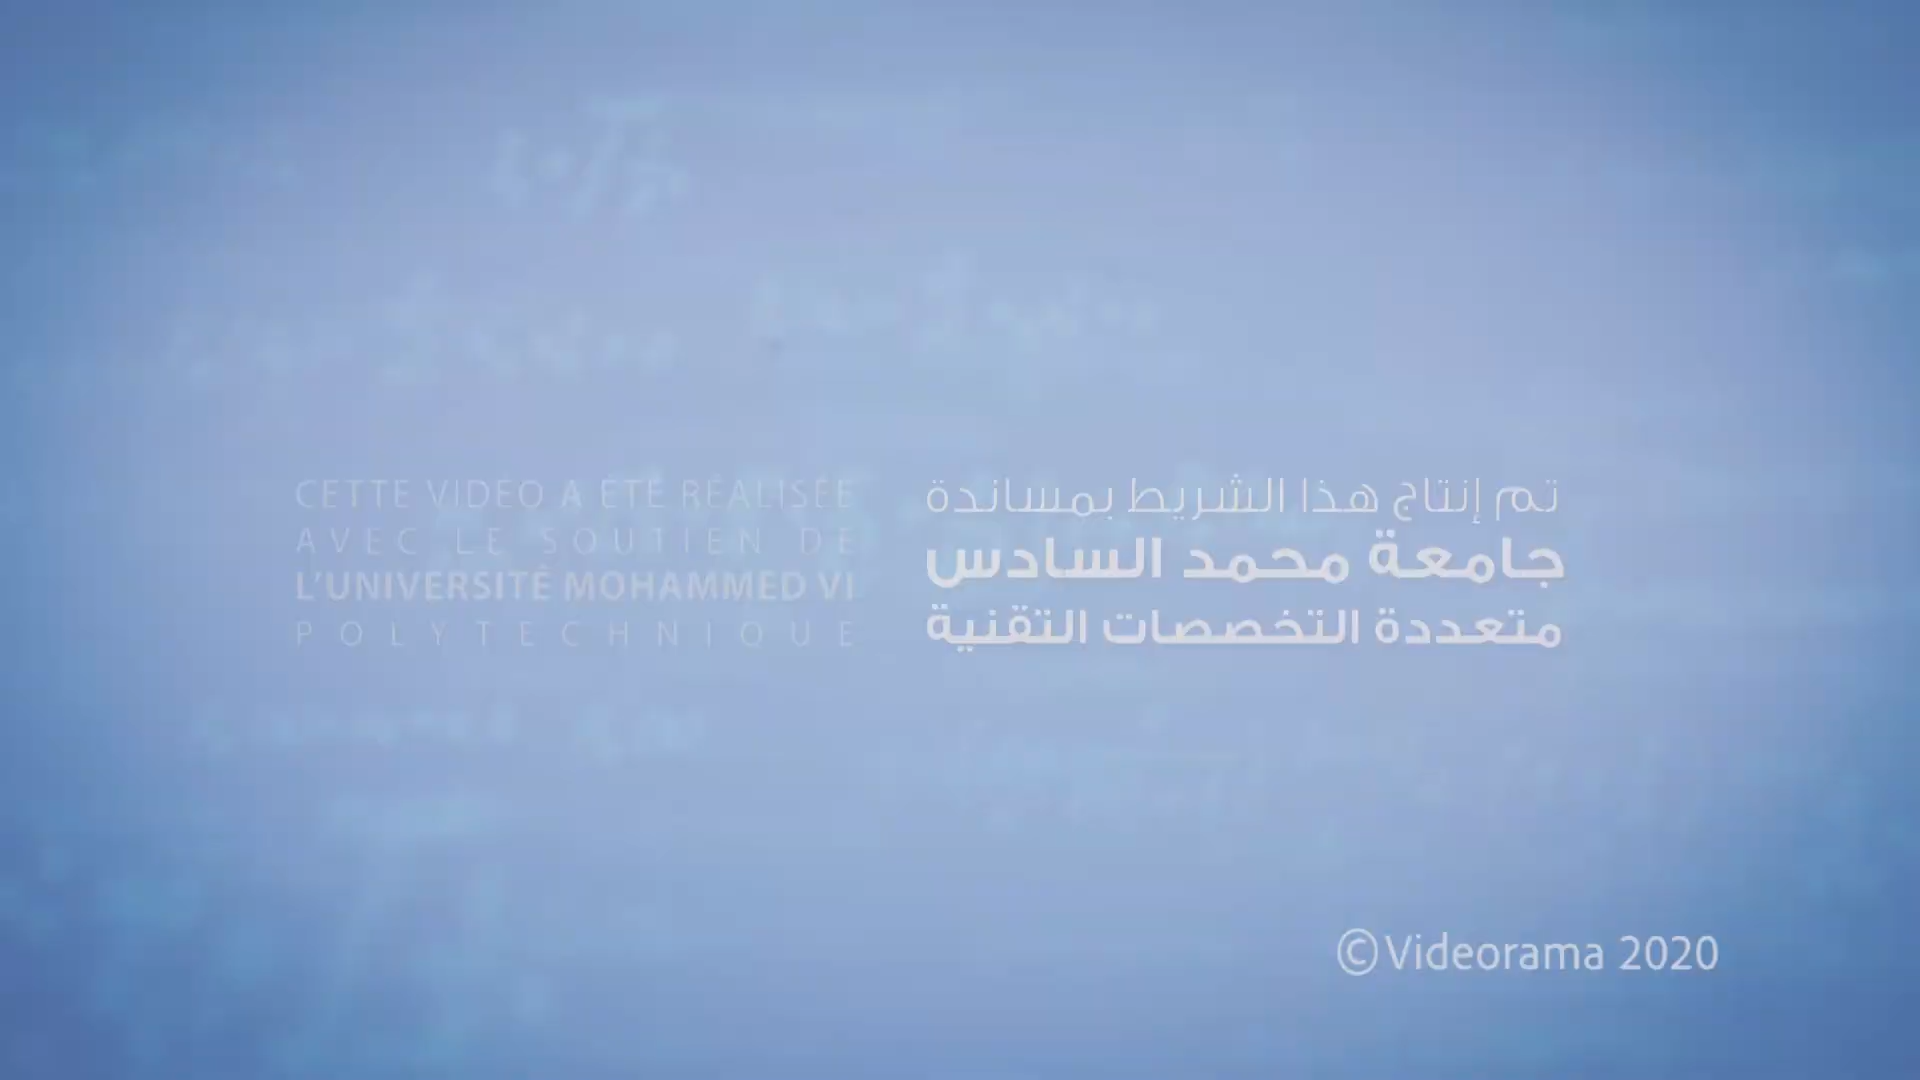 CETTE VIDÉO A ÉTÉ RÉALISÉE
AVEC LE SOUTIEN DE
L'UNIVERSITÉ MOHAMMED VI
POLYTECHNIQUE
تم إنتاج هذا الشريط بمساندة
جامعة محمد السادس
متعددة التخصصات التقنية
©Videorama 2020